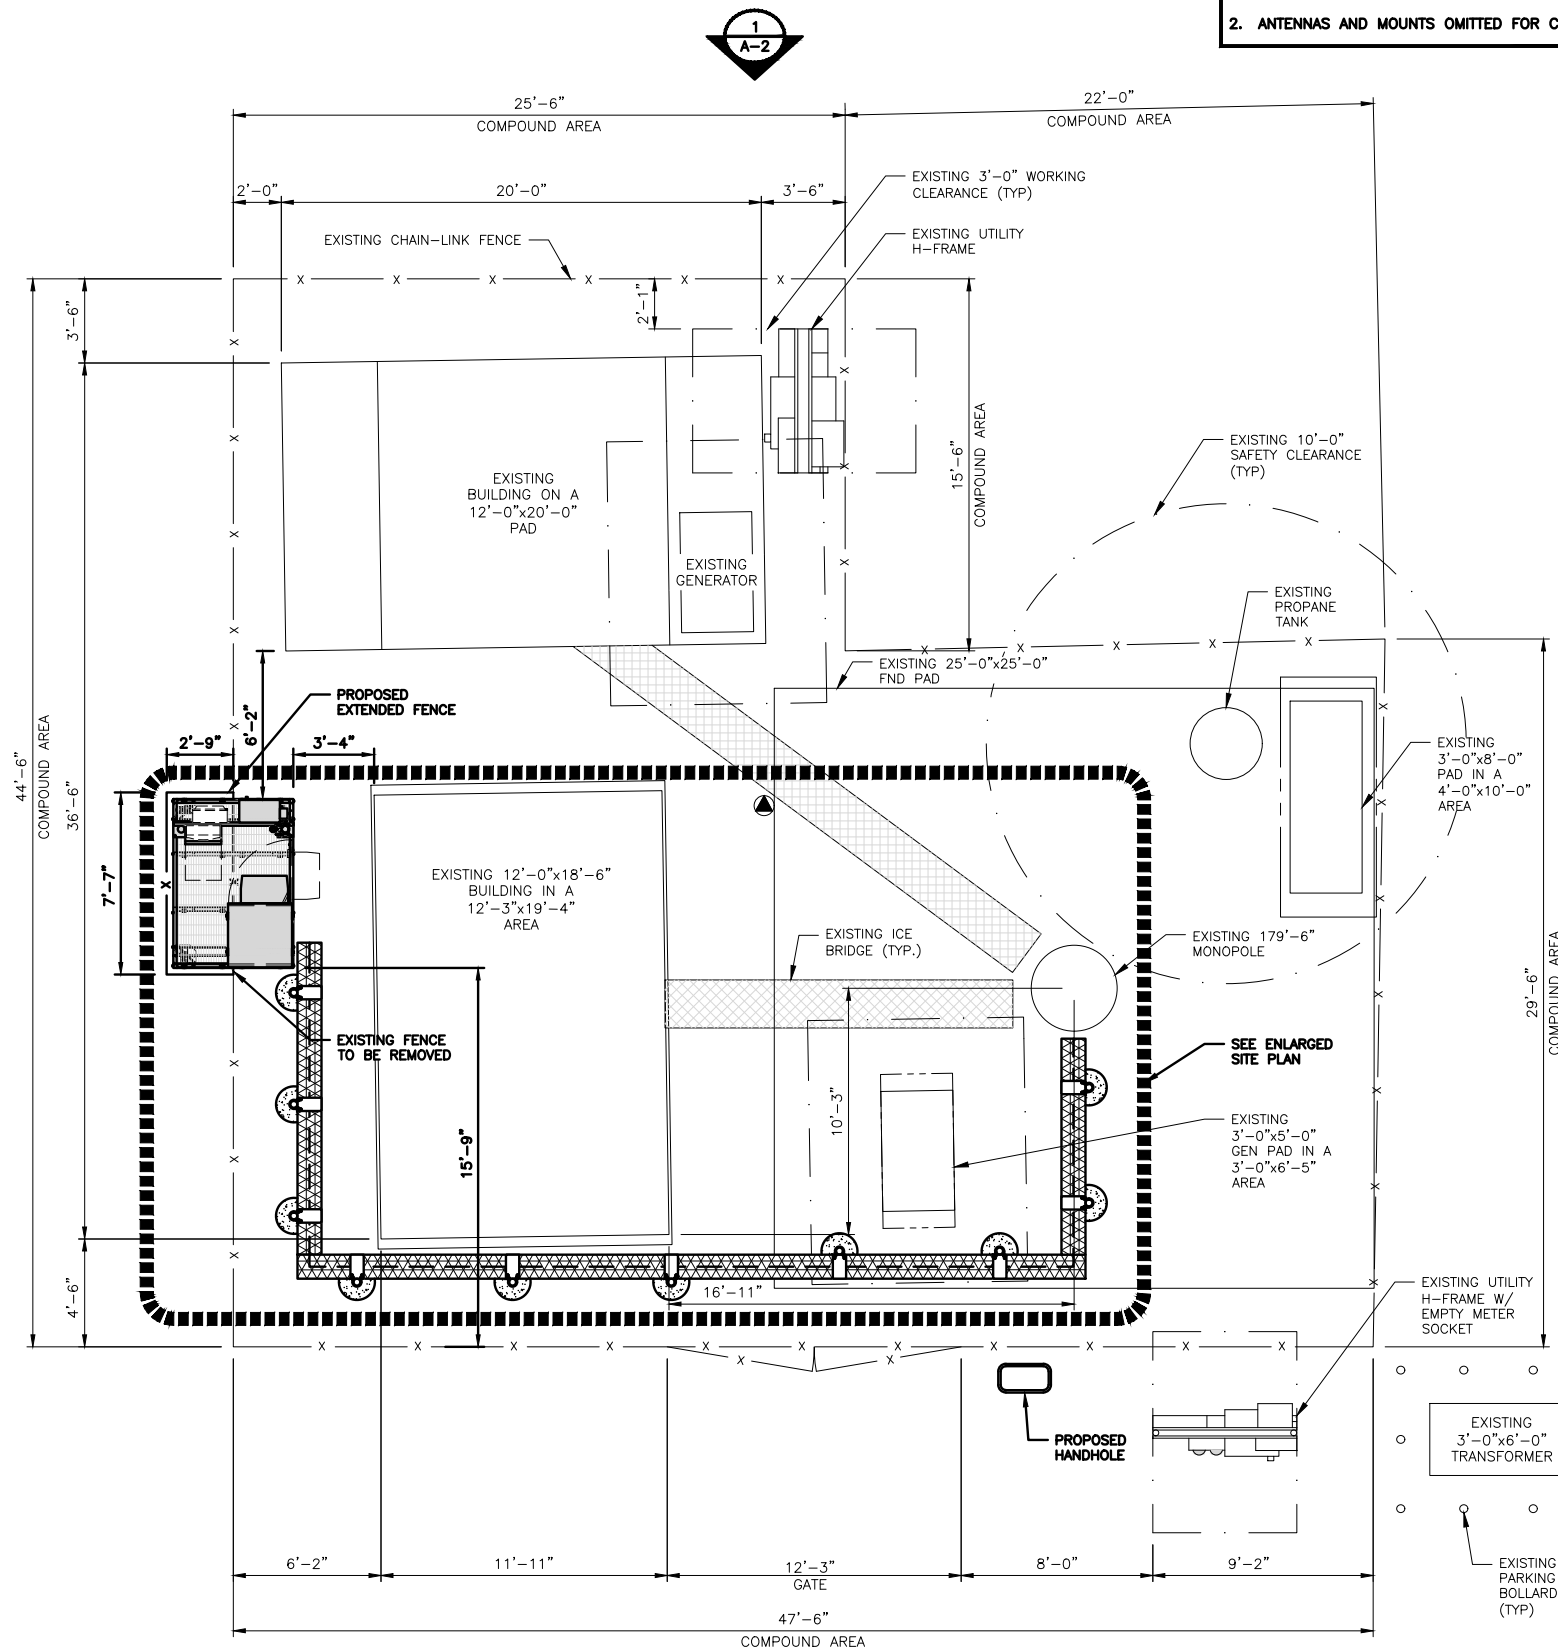 1
A-2
2. ANTENNAS AND MOUNTS OMITTED FOR C
25'-6"
COMPOUND AREA
22'-0"
COMPOUND AREA
2'-0"
20'-0"
3'-6"
EXISTING 3'-0" WORKING
CLEARANCE (TYP)
EXISTING CHAIN-LINK FENCE
EXISTING UTILITY
H-FRAME
3'-6"
2'-1"
15'-6"
COMPOUND AREA
EXISTING 10'-0"
SAFETY CLEARANCE
(TYP)
EXISTING
BUILDING ON A
12'-0"x20'-0"
PAD
EXISTING
GENERATOR
EXISTING
PROPANE
TANK
EXISTING 25'-0"x25'-0"
FND PAD
PROPOSED
EXTENDED FENCE
6'-2"
2'-9"
3'-4"
44'-6"
COMPOUND AREA
36'-6"
7'-7"
EXISTING
3'-0"x8'-0"
PAD IN A
4'-0"x10'-0"
AREA
EXISTING 12'-0"x18'-6"
BUILDING IN A
12'-3"x19'-4"
AREA
EXISTING ICE
BRIDGE (TYP.)
EXISTING 179'-6"
MONOPOLE
29'-6"
COMPOUND AREA
EXISTING FENCE
TO BE REMOVED
SEE ENLARGED
SITE PLAN
10'-3"
15'-9"
EXISTING
3'-0"x5'-0"
GEN PAD IN A
3'-0"x6'-5"
AREA
4'-6"
16'-11"
EXISTING UTILITY
H-FRAME W/
EMPTY METER
SOCKET
PROPOSED
HANDHOLE
EXISTING
3'-0"x6'-0"
TRANSFORMER
6'-2"
11'-11"
12'-3"
GATE
8'-0"
9'-2"
EXISTING
PARKING
BOLLARD
(TYP)
47'-6"
COMPOUND AREA